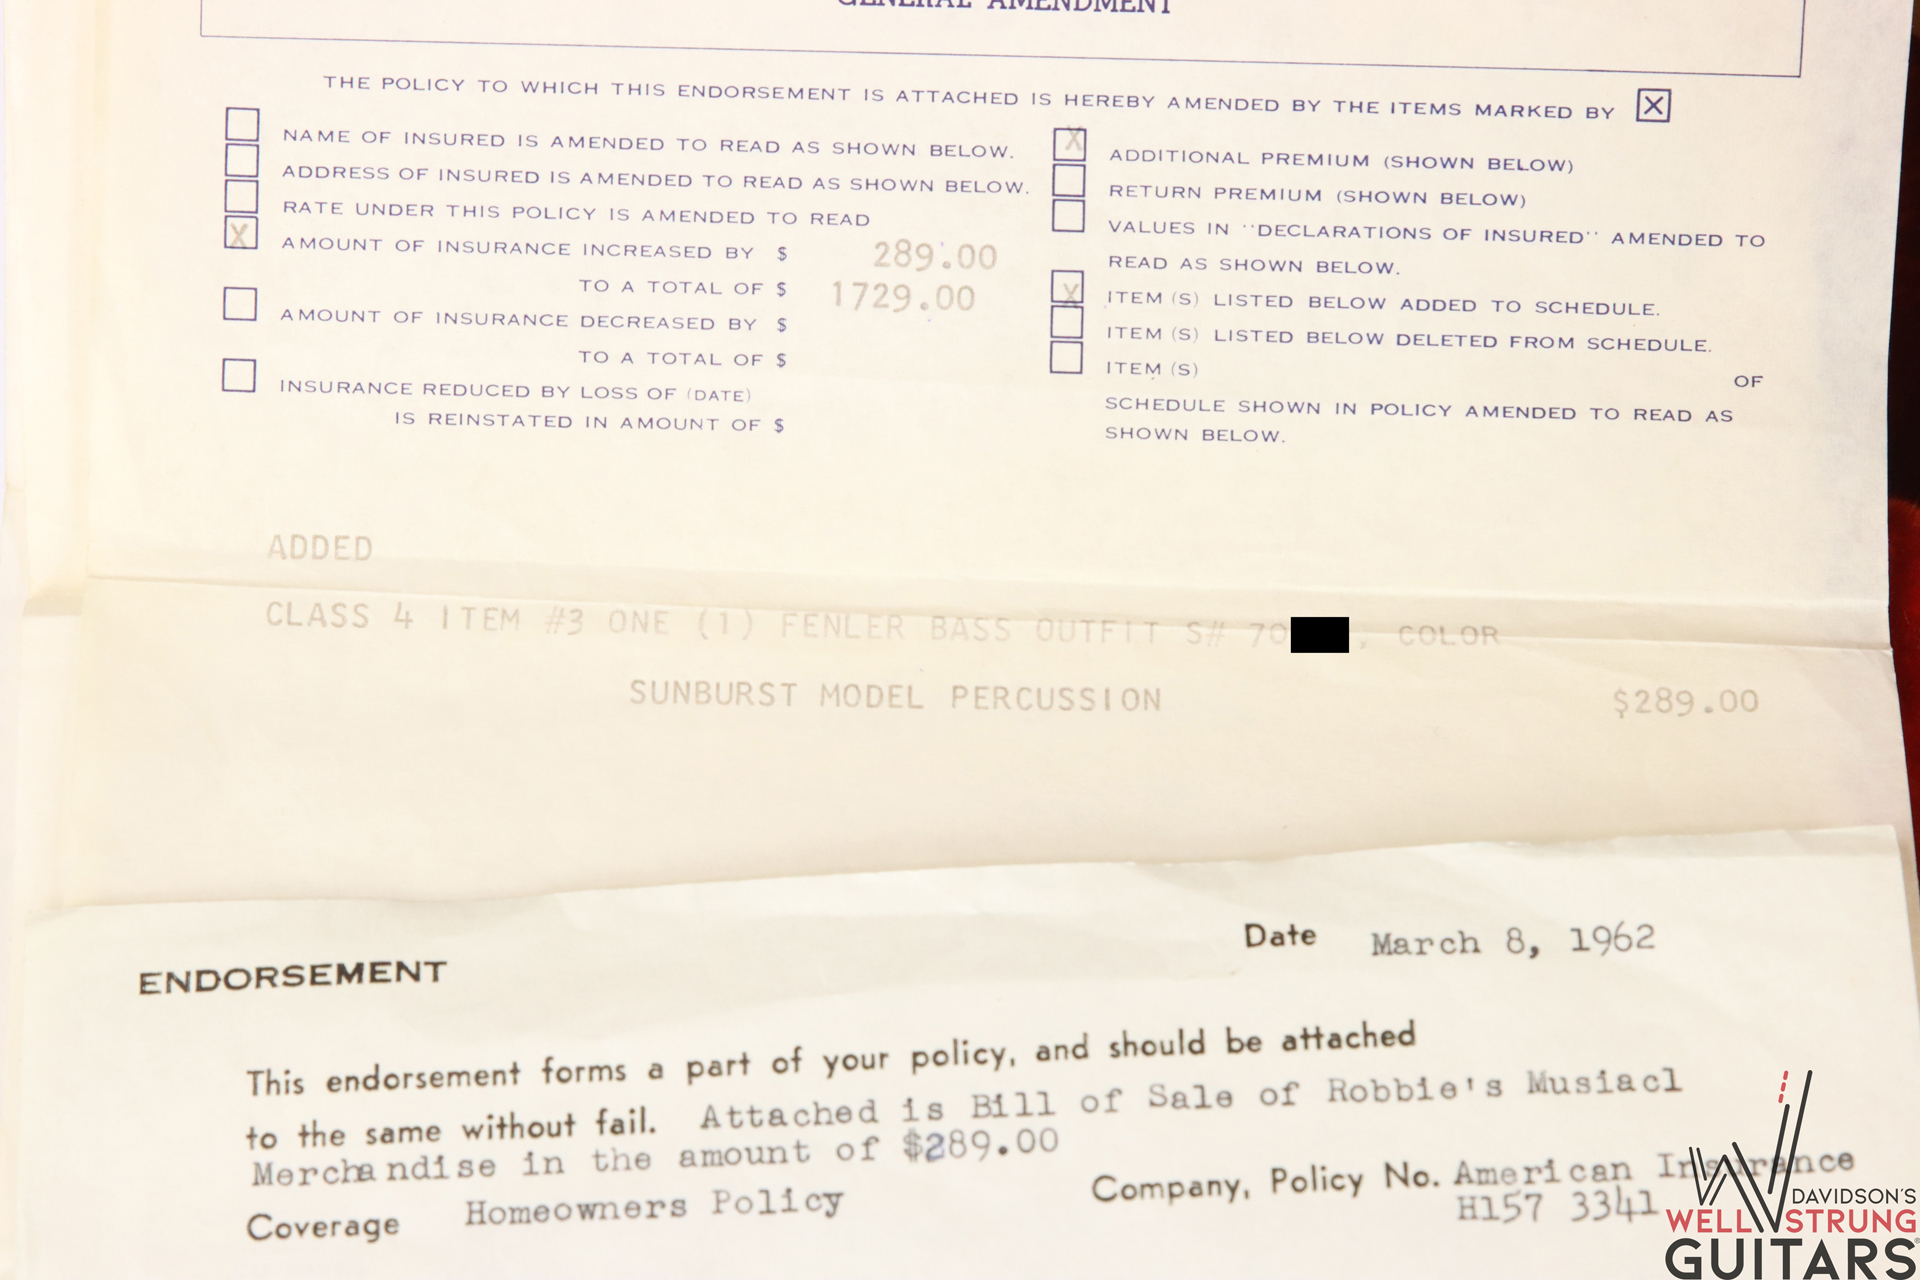 GENERAL AMENDMENT
THE POLICY TO WHICH THIS ENDORSEMENT IS ATTACHED IS HEREBY AMENDED BY THE ITEMS MARKED BY X
NAME OF INSURED IS AMENDED TO READ AS SHOWN BELOW.
ADDRESS OF INSURED IS AMENDED TO READ AS SHOWN BELOW.
RATE UNDER THIS POLICY IS AMENDED TO READ
X AMOUNT OF INSURANCE INCREASED BY $ 289.00
TO A TOTAL OF $ 1729.00
AMOUNT OF INSURANCE DECREASED BY $
TO A TOTAL OF $
INSURANCE REDUCED BY LOSS OF (DATE)
IS REINSTATED IN AMOUNT OF $
X ADDITIONAL PREMIUM (SHOWN BELOW)
RETURN PREMIUM (SHOWN BELOW)
VALUES IN "DECLARATIONS OF INSURED" AMENDED TO
READ AS SHOWN BELOW.
X ITEM (S) LISTED BELOW ADDED TO SCHEDULE.
ITEM (S) LISTED BELOW DELETED FROM SCHEDULE.
ITEM (S) OF
SCHEDULE SHOWN IN POLICY AMENDED TO READ AS
SHOWN BELOW.
ADDED
CLASS 4 ITEM #3 ONE (1) FENLER BASS OUTFIT S# 70 , COLOR
SUNBURST MODEL PERCUSSION $289.00
Date March 8, 1962
ENDORSEMENT
This endorsement forms a part of your policy, and should be attached
to the same without fail. Attached is Bill of Sale of Robbie's Musiacl
Merchandise in the amount of $289.00
Company, Policy No. American Insurance
Coverage Homeowners Policy H157 3341
DAVIDSON'S
WELL STRUNG
GUITARS